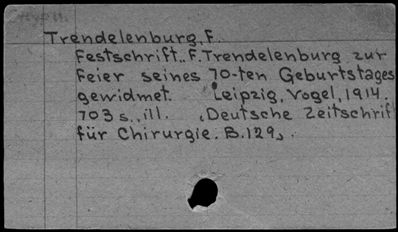 Trendelenburg, F.
Festschrift.. F. Trendelenburg zur
Feier seines 70-ten Geburtstages
gewidmet. Leipzig, Vogel, 1914.
703 s., ill. (Deutsche Zeitschrif
für Chirurgie. B. 129).